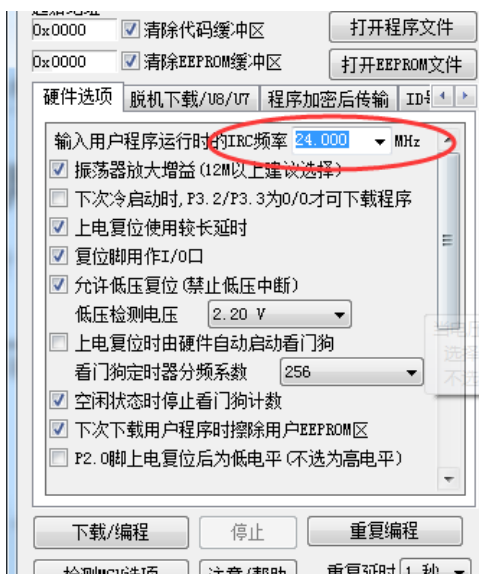 0x0000 清除代码缓冲区 打开程序文件
0x0000 清除EEPROM缓冲区 打开EEPROM文件
硬件选项 脱机下载/U8/U7 程序加密后传输
输入用户程序运行时的IRC频率 24.000 MHz
振荡器放大增益(12M以上建议选择)
下次冷启动时,P3.2/P3.3为0/0才可下载程序
上电复位使用较长延时
复位脚用作I/O口
允许低压复位(禁止低压中断)
低压检测电压 2.20 V
上电复位时由硬件自动启动看门狗
看门狗定时器分频系数 256
空闲状态时停止看门狗计数
下次下载用户程序时擦除用户EEPROM区
P2.0脚上电复位后为低电平(不选为高电平)
下载/编程 停止 重复编程